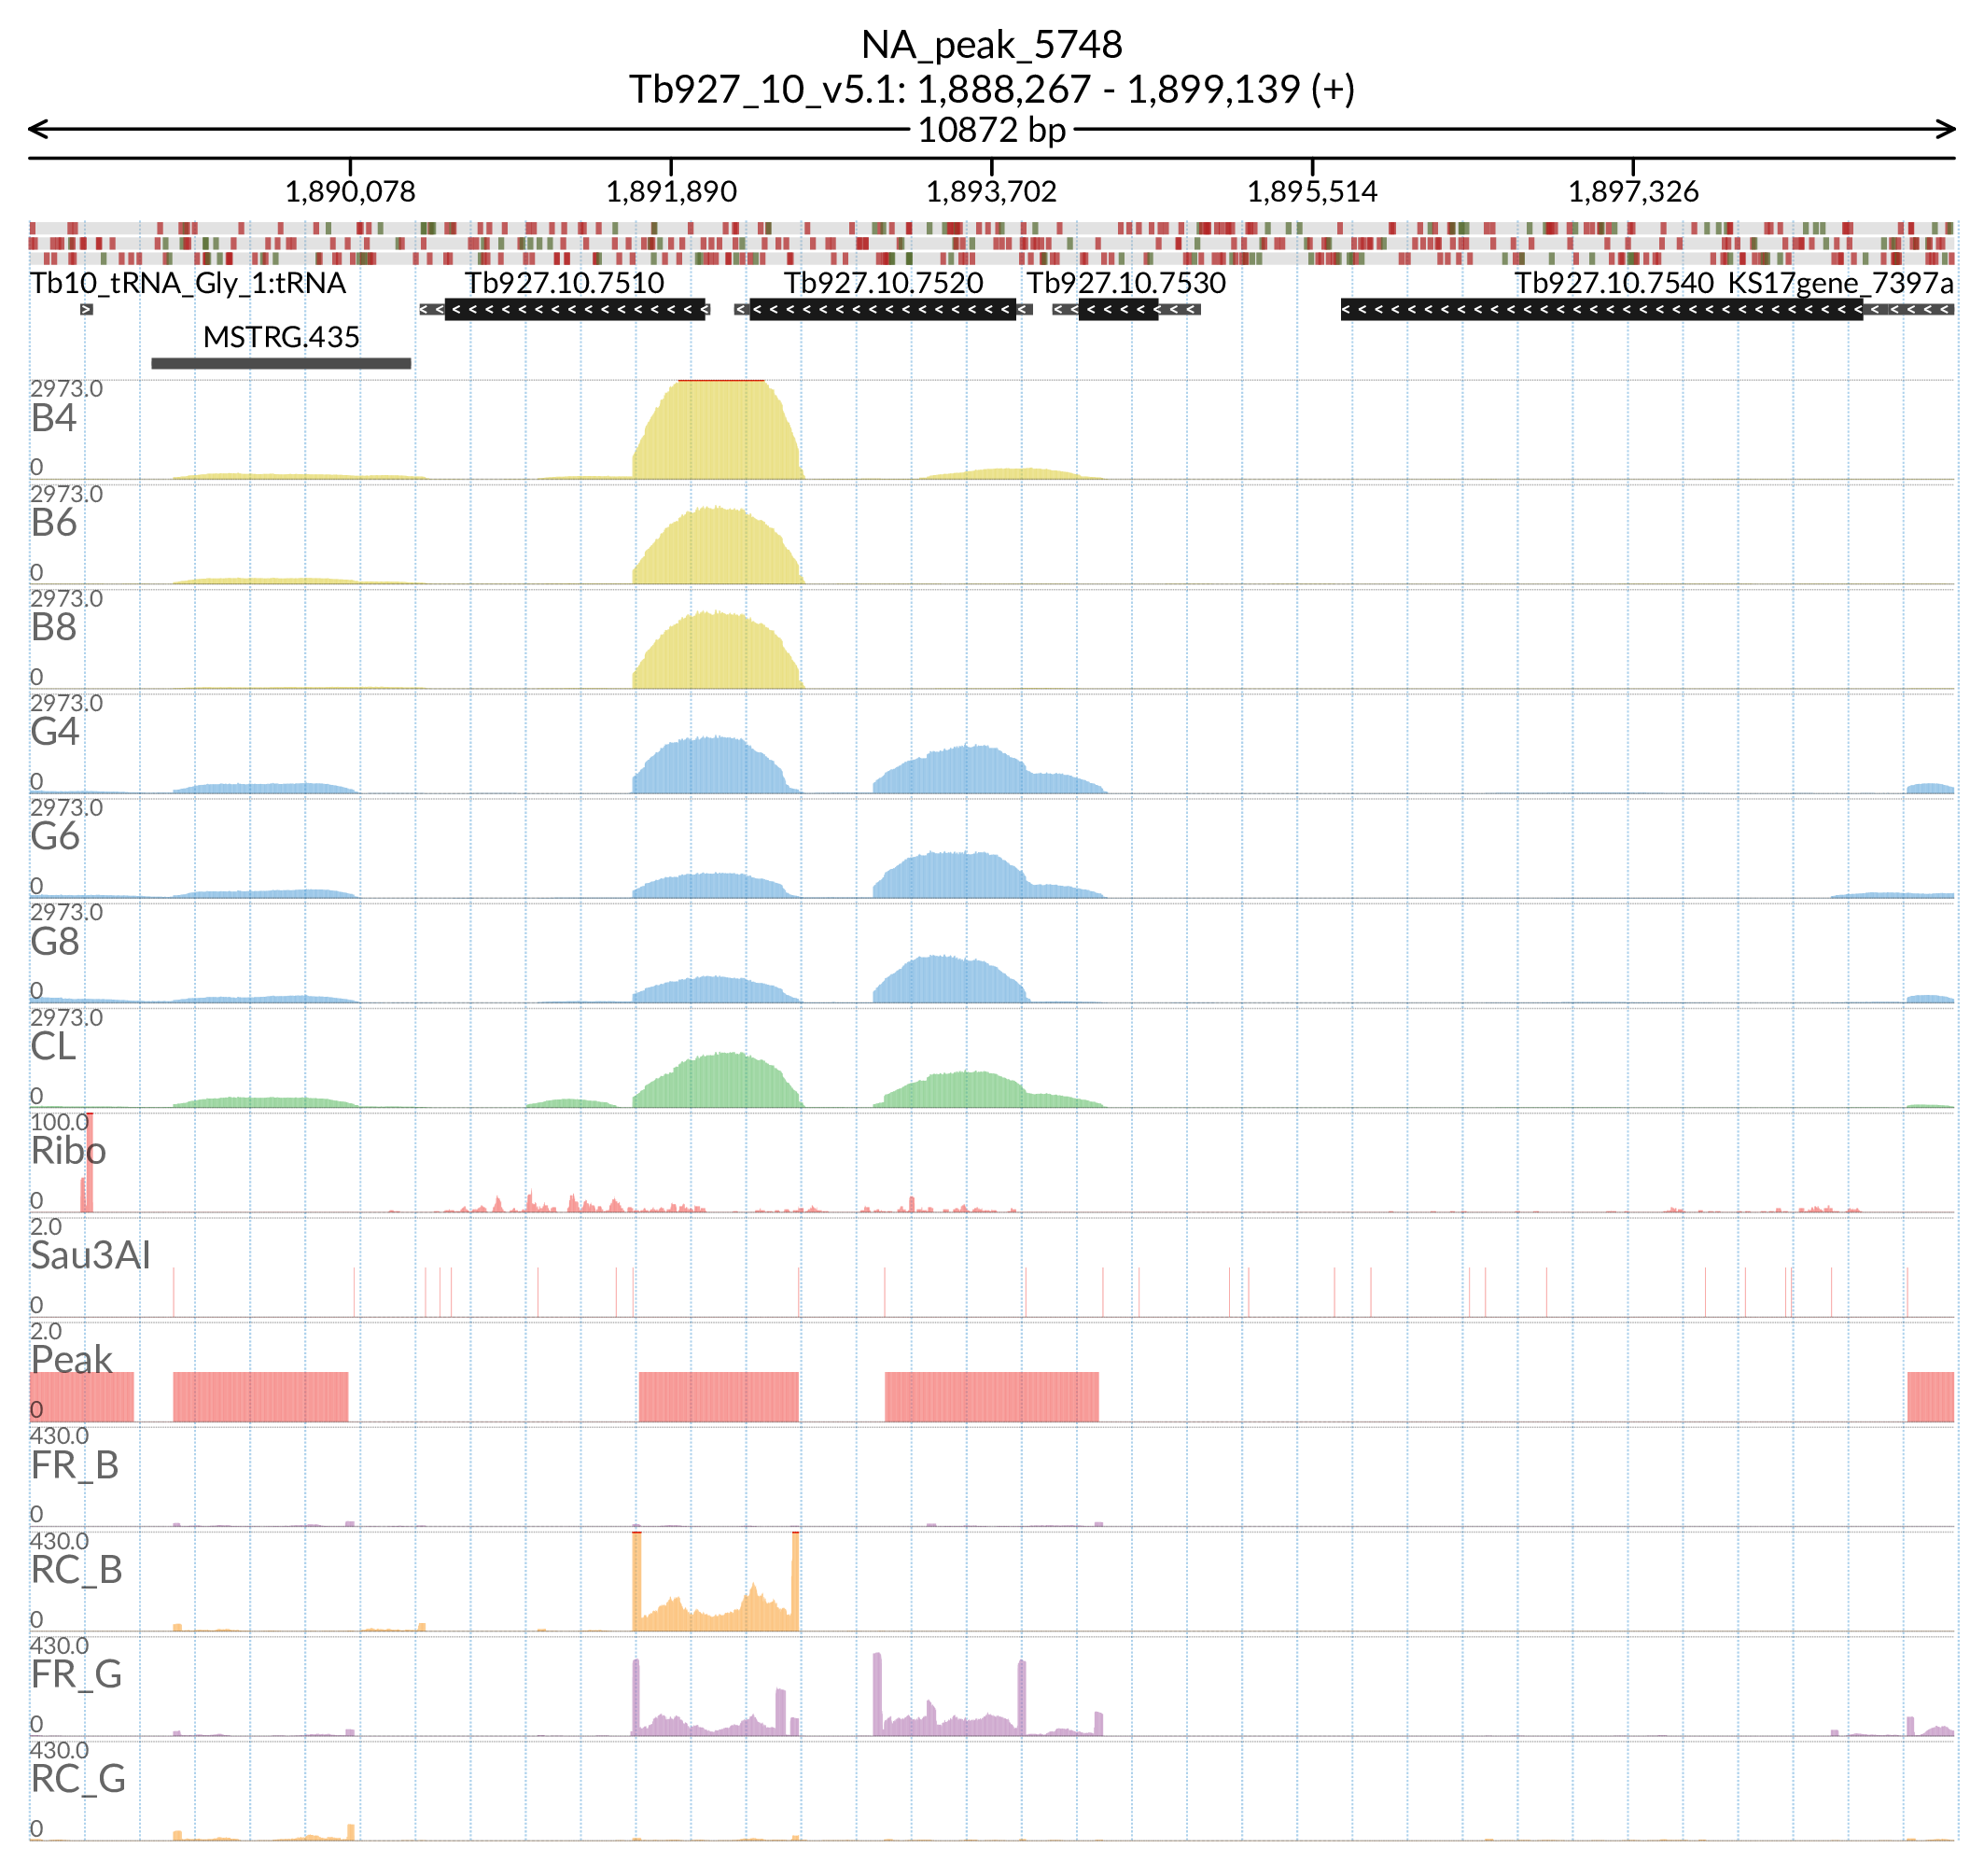 NA_peak_5748
Tb927_10_v5.1: 1,888,267 - 1,899,139 (+)
10872 bp
1,890,078 1,891,890 1,893,702 1,895,514 1,897,326
Tb10_tRNA_Gly_1:tRNA Tb927.10.7510 Tb927.10.7520 Tb927.10.7530 Tb927.10.7540 KS17gene_7397a
MSTRG.435
2973.0
B4
0
2973.0
B6
0
2973.0
B8
0
2973.0
G4
0
2973.0
G6
0
2973.0
G8
0
2973.0
CL
0
100.0
Ribo
0
2.0
Sau3AI
0
2.0
Peak
0
430.0
FR_B
0
430.0
RC_B
0
430.0
FR_G
0
430.0
RC_G
0